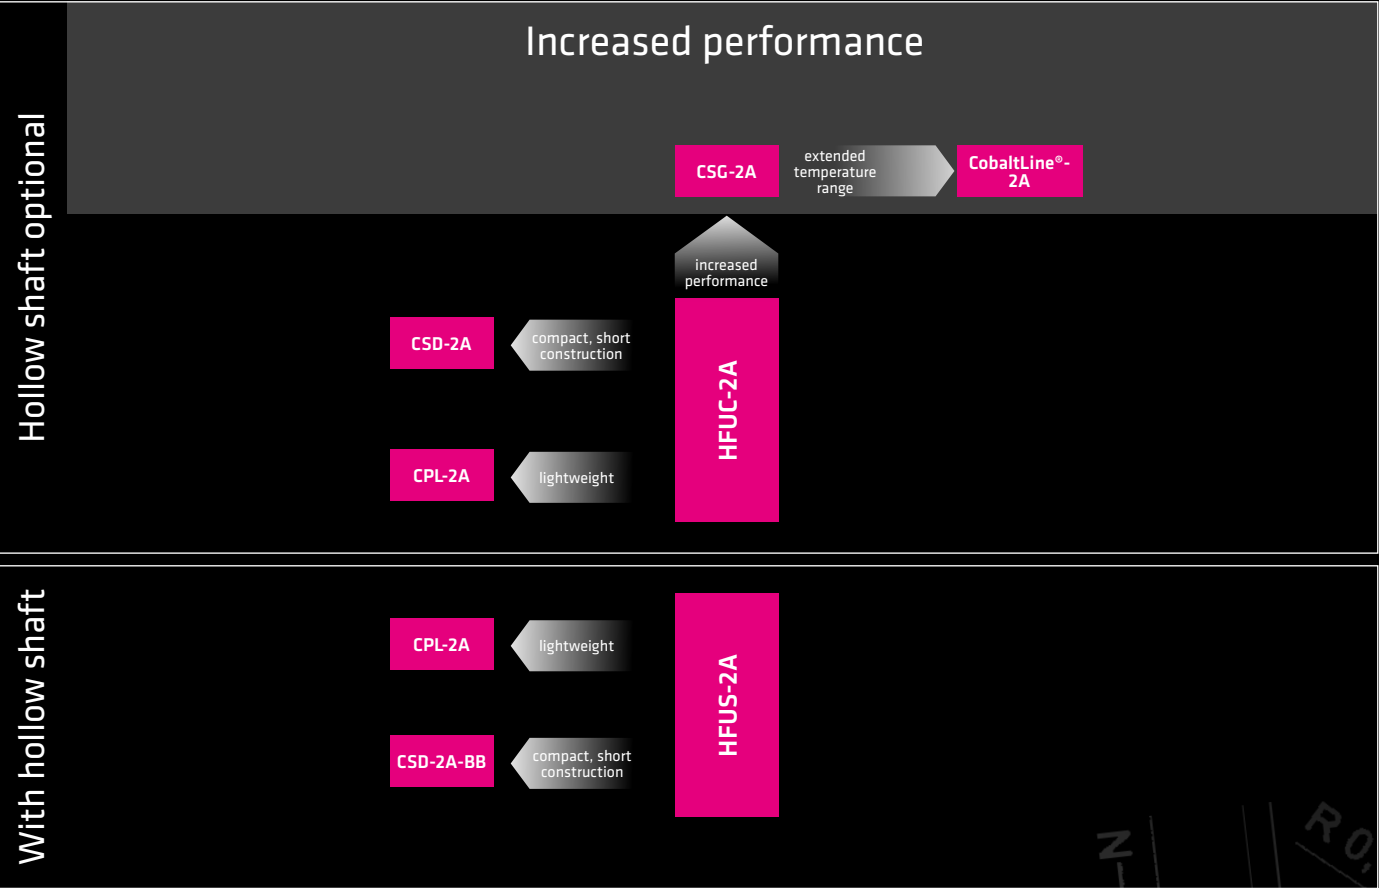 Increased performance
Hollow shaft optional
CSG-2A
extended
temperature
range
CobaltLine®-
2A
increased
performance
CSD-2A
compact, short
construction
HFUC-2A
CPL-2A
lightweight
With hollow shaft
CPL-2A
lightweight
HFUS-2A
CSD-2A-BB
compact, short
construction
N
R0,